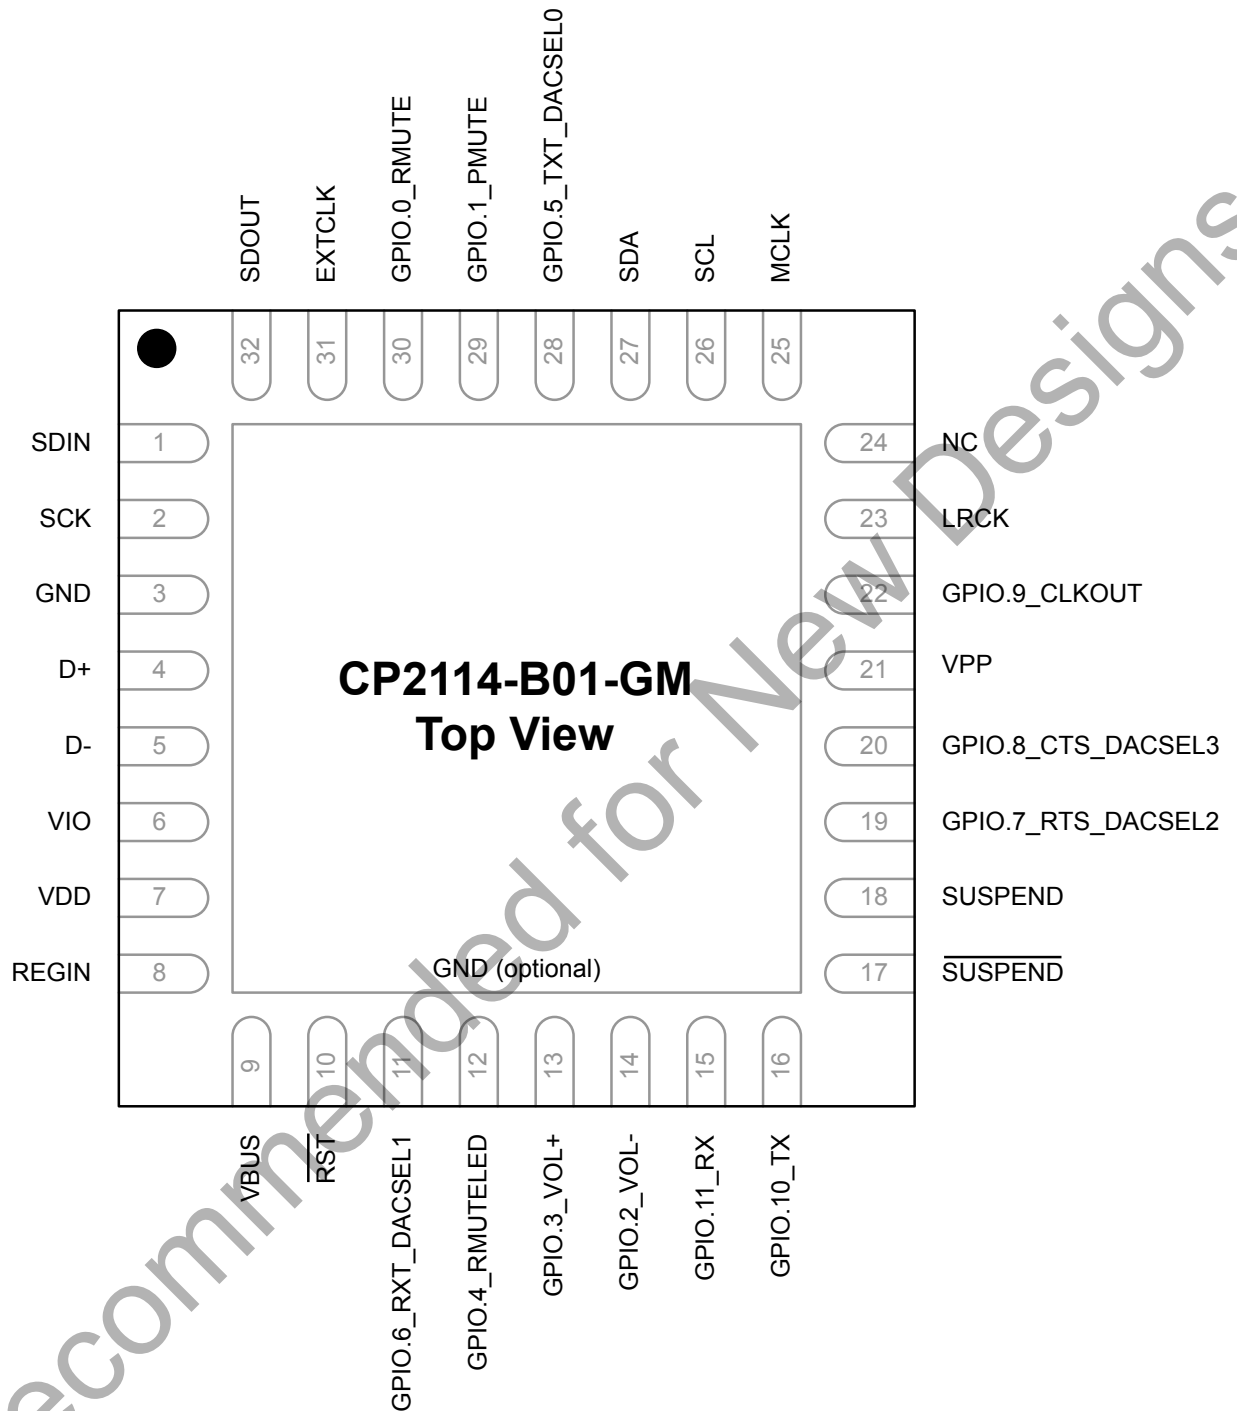 SDOUT
EXTCLK
GPIO.0_RMUTE
GPIO.1_PMUTE
GPIO.5_TXT_DACSEL0
SDA
SCL
MCLK
32
31
30
29
28
27
26
25
SDIN 1
SCK 2
GND 3
D+ 4
D- 5
VIO 6
VDD 7
REGIN 8
CP2114-B01-GM
Top View
GND (optional)
24 NC
23 LRCK
22 GPIO.9_CLKOUT
21 VPP
20 GPIO.8_CTS_DACSEL3
19 GPIO.7_RTS_DACSEL2
18 SUSPEND
17 SUSPEND
9
10
11
12
13
14
15
16
VBUS
RST
GPIO.6_RXT_DACSEL1
GPIO.4_RMUTELED
GPIO.3_VOL+
GPIO.2_VOL-
GPIO.11_RX
GPIO.10_TX
ecommended for New Designs